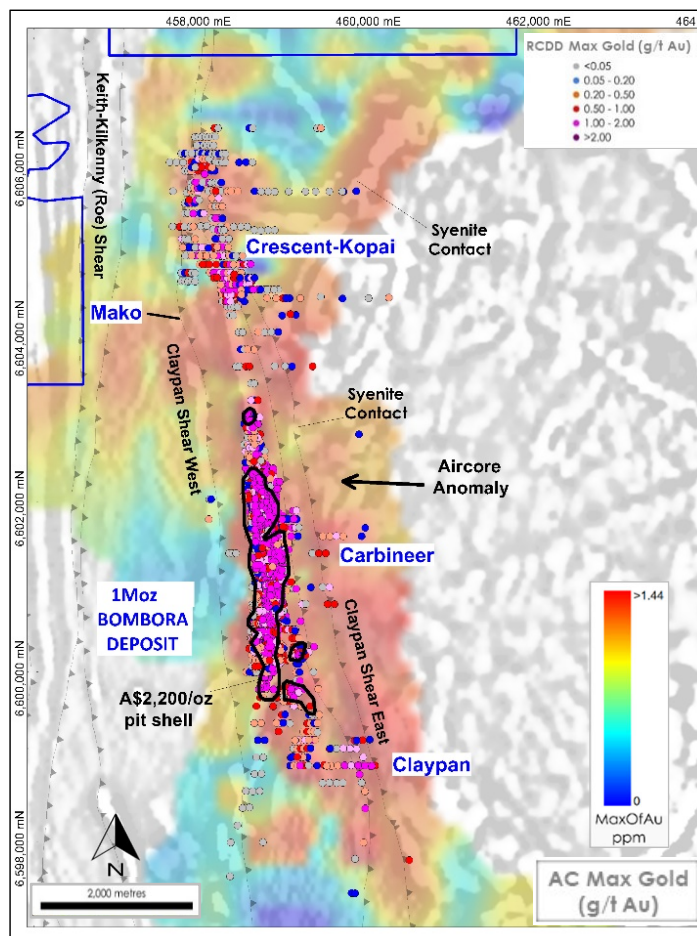 458,000 mE
460,000 mE
462,000 mE
464
RCDD Max Gold (g/t Au)
<0.05
0.05 - 0.20
0.20 - 0.50
0.50 - 1.00
1.00 - 2.00
>2.00
Keith-Kilkenny (Roe) Shear
6,606,000 mN
Syenite
Contact
Crescent-Kopai
Mako
6,604,000 mN
Claypan Shear West
Syenite
Contact
Aircore
Anomaly
6,602,000 mN
Carbineer
1Moz
BOMBORA
DEPOSIT
Claypan Shear East
>1.44
0
MaxOfAu
ppm
6,600,000 mN
A$2,200/oz
pit shell
Claypan
6,598,000 mN
N
2,000 metres
AC Max Gold
(g/t Au)